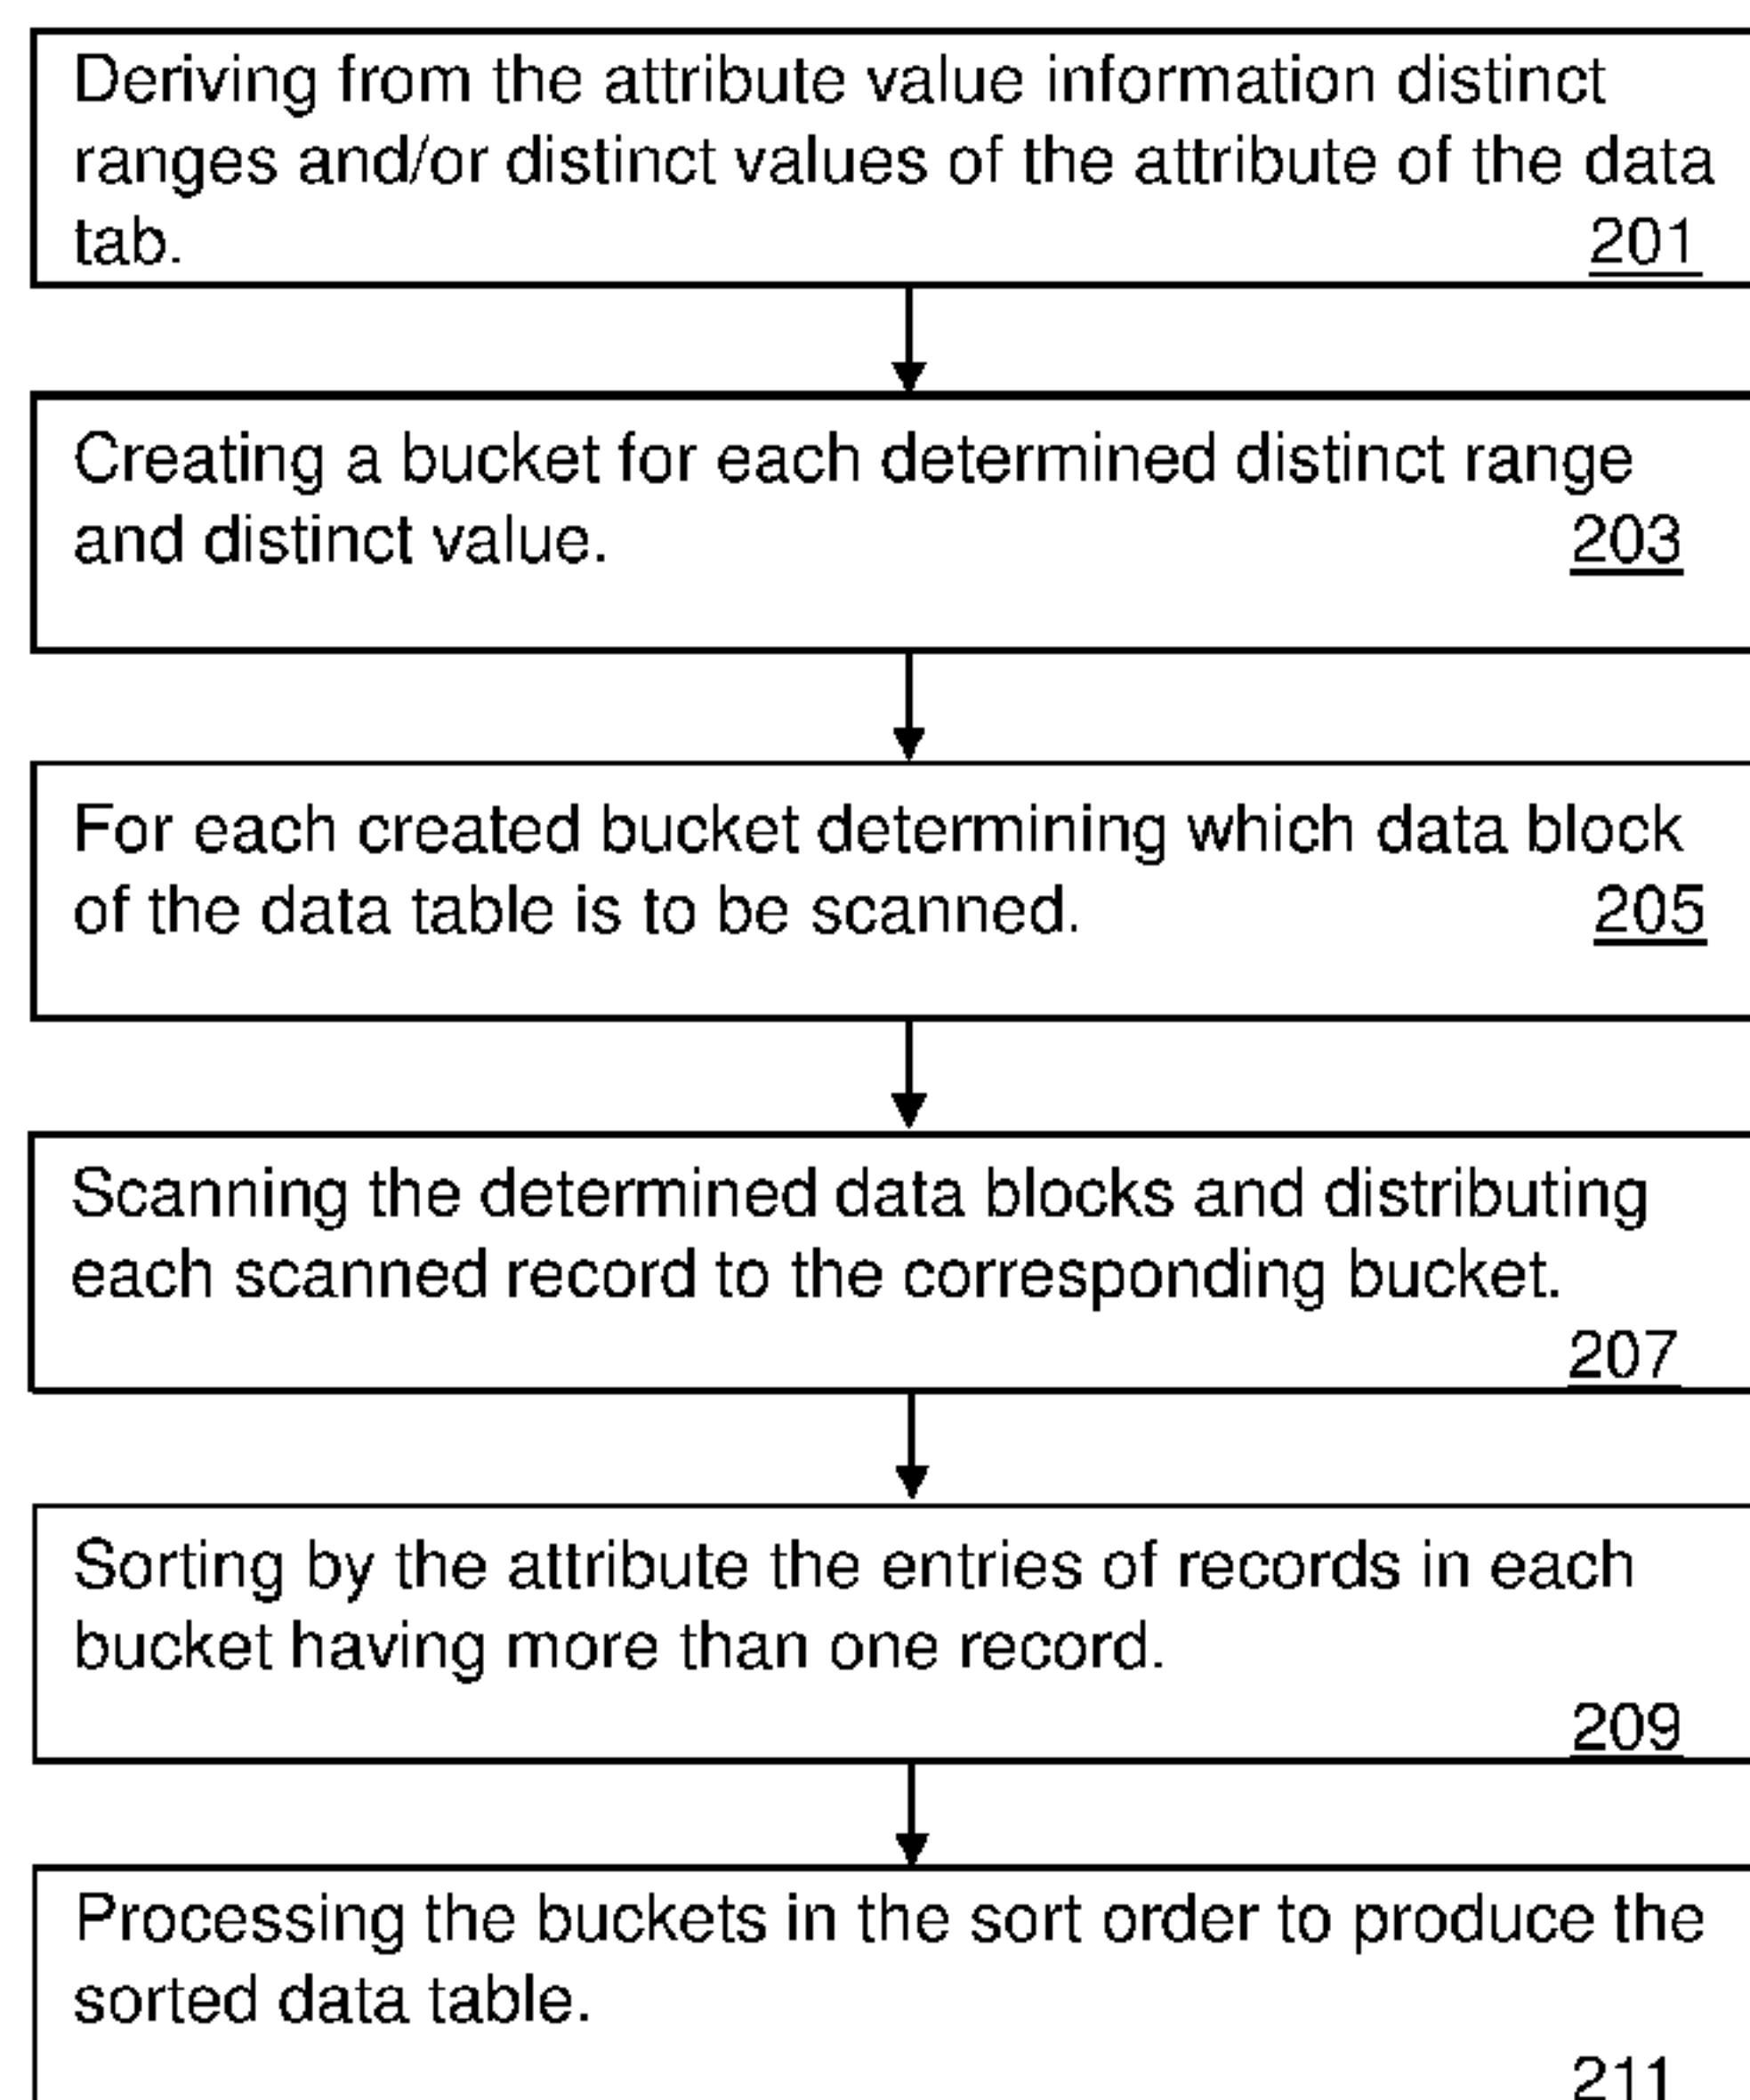 Deriving from the attribute value information distinct
ranges and/or distinct values of the attribute of the data
tab. 201
Creating a bucket for each determined distinct range
and distinct value. 203
For each created bucket determining which data block
of the data table is to be scanned. 205
Scanning the determined data blocks and distributing
each scanned record to the corresponding bucket.
207
Sorting by the attribute the entries of records in each
bucket having more than one record.
209
Processing the buckets in the sort order to produce the
sorted data table.
211